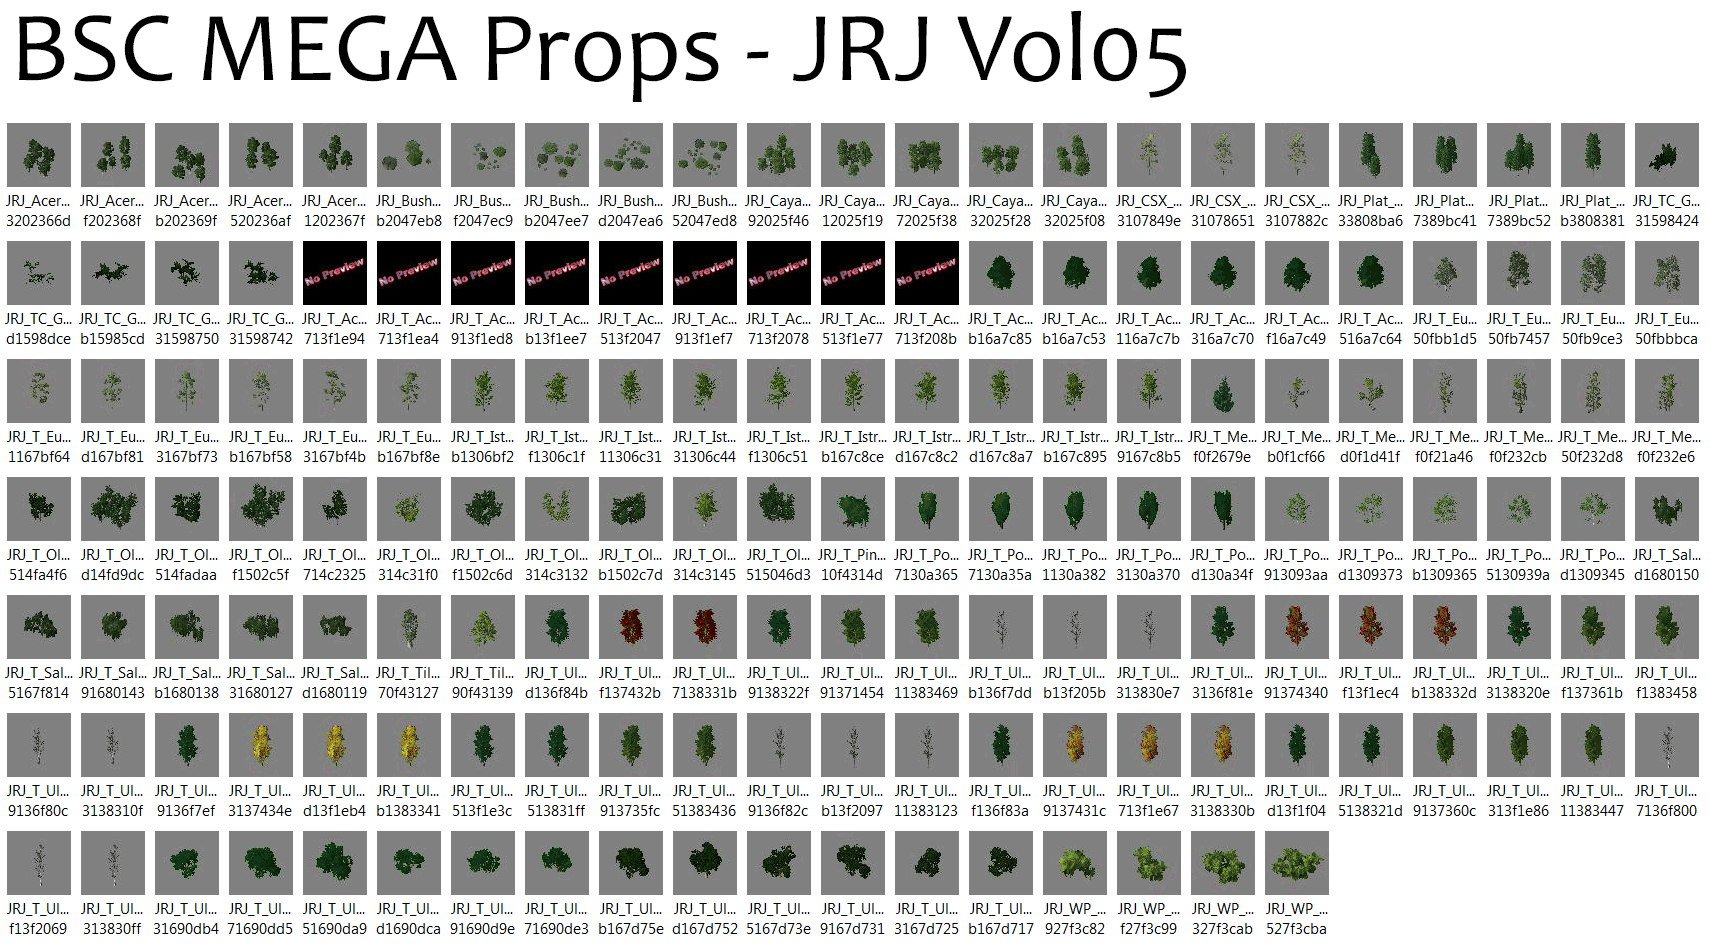 BSC MEGA Props - JRJ Vol05
JRJ_Acer... JRJ_Acer... JRJ_Acer... JRJ_Acer... JRJ_Acer... JRJ_Bush... JRJ_Bus... JRJ_Bush... JRJ_Bush... JRJ_Bush... JRJ_Caya... JRJ_Caya... JRJ_Caya... JRJ_Caya... JRJ_Caya... JRJ_CSX_... JRJ_CSX_... JRJ_CSX_... JRJ_Plat_... JRJ_Plat... JRJ_Plat... JRJ_Plat_... JRJ_TC_G...
3202366d f202368f b202369f 520236af 1202367f b2047eb8 f2047ec9 b2047ee7 d2047ea6 52047ed8 92025f46 12025f19 72025f38 32025f28 32025f08 3107849e 31078651 3107882c 33808ba6 7389bc41 7389bc52 b3808381 31598424
No Preview No Preview No Preview No Preview No Preview No Preview No Preview No Preview No Preview
JRJ_TC_G... JRJ_TC_G... JRJ_TC_G... JRJ_TC_G... JRJ_T_Ac... JRJ_T_Ac... JRJ_T_Ac... JRJ_T_Ac... JRJ_T_Ac... JRJ_T_Ac... JRJ_T_Ac... JRJ_T_Ac... JRJ_T_Ac... JRJ_T_Ac... JRJ_T_Ac... JRJ_T_Ac... JRJ_T_Ac... JRJ_T_Ac... JRJ_T_Ac... JRJ_T_Eu... JRJ_T_Eu... JRJ_T_Eu... JRJ_T_Eu...
d1598dce b15985cd 31598750 31598742 713f1e94 713f1ea4 913f1ed8 b13f1ee7 513f2047 913f1ef7 713f2078 513f1e77 713f208b b16a7c85 b16a7c53 116a7c7b 316a7c70 f16a7c49 516a7c64 50fbb1d5 50fb7457 50fb9ce3 50fbbbca
JRJ_T_Eu... JRJ_T_Eu... JRJ_T_Eu... JRJ_T_Eu... JRJ_T_Eu... JRJ_T_Eu... JRJ_T_Ist... JRJ_T_Ist... JRJ_T_Ist... JRJ_T_Ist... JRJ_T_Ist... JRJ_T_Istr... JRJ_T_Istr... JRJ_T_Istr... JRJ_T_Istr... JRJ_T_Istr... JRJ_T_Me... JRJ_T_Me... JRJ_T_Me... JRJ_T_Me... JRJ_T_Me... JRJ_T_Me... JRJ_T_Me...
1167bf64 d167bf81 3167bf73 b167bf58 3167bf4b b167bf8e b1306bf2 f1306c1f 11306c31 31306c44 f1306c51 b167c8ce d167c8c2 d167c8a7 b167c895 9167c8b5 f0f2679e b0f1cf66 d0f1d41f f0f21a46 f0f232cb 50f232d8 f0f232e6
JRJ_T_Ol... JRJ_T_Ol... JRJ_T_Ol... JRJ_T_Ol... JRJ_T_Ol... JRJ_T_Ol... JRJ_T_Ol... JRJ_T_Ol... JRJ_T_Ol... JRJ_T_Ol... JRJ_T_Ol... JRJ_T_Pin... JRJ_T_Po... JRJ_T_Po... JRJ_T_Po... JRJ_T_Po... JRJ_T_Po... JRJ_T_Po... JRJ_T_Po... JRJ_T_Po... JRJ_T_Po... JRJ_T_Po... JRJ_T_Sal...
514fa4f6 d14fd9dc 514fadaa f1502c5f 714c2325 314c31f0 f1502c6d 314c3132 b1502c7d 314c3145 515046d3 10f4314d 7130a365 7130a35a 1130a382 3130a370 d130a34f 913093aa d1309373 b1309365 5130939a d1309345 d1680150
JRJ_T_Sal... JRJ_T_Sal... JRJ_T_Sal... JRJ_T_Sal... JRJ_T_Sal... JRJ_T_Til... JRJ_T_Til... JRJ_T_Ul... JRJ_T_Ul... JRJ_T_Ul... JRJ_T_Ul... JRJ_T_Ul... JRJ_T_Ul... JRJ_T_Ul... JRJ_T_Ul... JRJ_T_Ul... JRJ_T_Ul... JRJ_T_Ul... JRJ_T_Ul... JRJ_T_Ul... JRJ_T_Ul... JRJ_T_Ul... JRJ_T_Ul...
5167f814 91680143 b1680138 31680127 d1680119 70f43127 90f43139 d136f84b f137432b 7138331b 9138322f 91371454 11383469 b136f7dd b13f205b 313830e7 3136f81e 91374340 f13f1ec4 b138332d 3138320e f137361b f1383458
JRJ_T_Ul... JRJ_T_Ul... JRJ_T_Ul... JRJ_T_Ul... JRJ_T_Ul... JRJ_T_Ul... JRJ_T_Ul... JRJ_T_Ul... JRJ_T_Ul... JRJ_T_Ul... JRJ_T_Ul... JRJ_T_Ul... JRJ_T_Ul... JRJ_T_Ul... JRJ_T_Ul... JRJ_T_Ul... JRJ_T_Ul... JRJ_T_Ul... JRJ_T_Ul... JRJ_T_Ul... JRJ_T_Ul... JRJ_T_Ul... JRJ_T_Ul...
9136f80c 3138310f 9136f7ef 3137434e d13f1eb4 b1383341 513f1e3c 513831ff 913735fc 51383436 9136f82c b13f2097 11383123 f136f83a 9137431c 713f1e67 3138330b d13f1f04 5138321d 9137360c 313f1e86 11383447 7136f800
JRJ_T_Ul... JRJ_T_Ul... JRJ_T_Ul... JRJ_T_Ul... JRJ_T_Ul... JRJ_T_Ul... JRJ_T_Ul... JRJ_T_Ul... JRJ_T_Ul... JRJ_T_Ul... JRJ_T_Ul... JRJ_T_Ul... JRJ_T_Ul... JRJ_T_Ul... JRJ_WP_... JRJ_WP_... JRJ_WP_... JRJ_WP_...
f13f2069 313830ff 31690db4 71690dd5 51690da9 d1690dca 91690d9e 71690de3 b167d75e d167d752 5167d73e 9167d731 3167d725 b167d717 927f3c82 f27f3c99 327f3cab 527f3cba